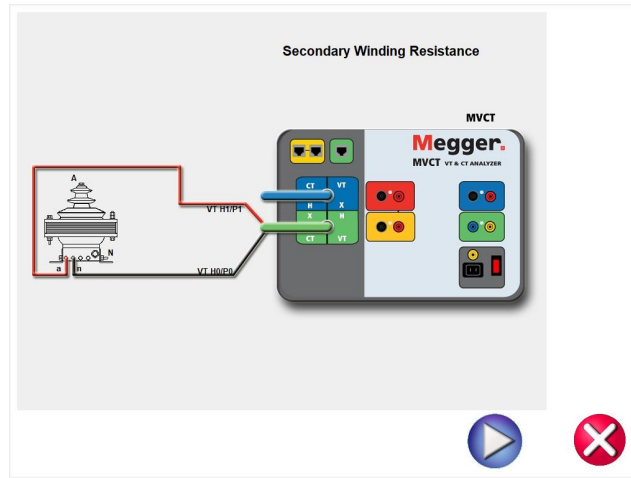 Secondary Winding Resistance
MVCT
Megger.
MVCT VT & CT ANALYZER
A
CT VT
H X
X H
CT VT
VT H1/P1
N
a n
VT H0/P0